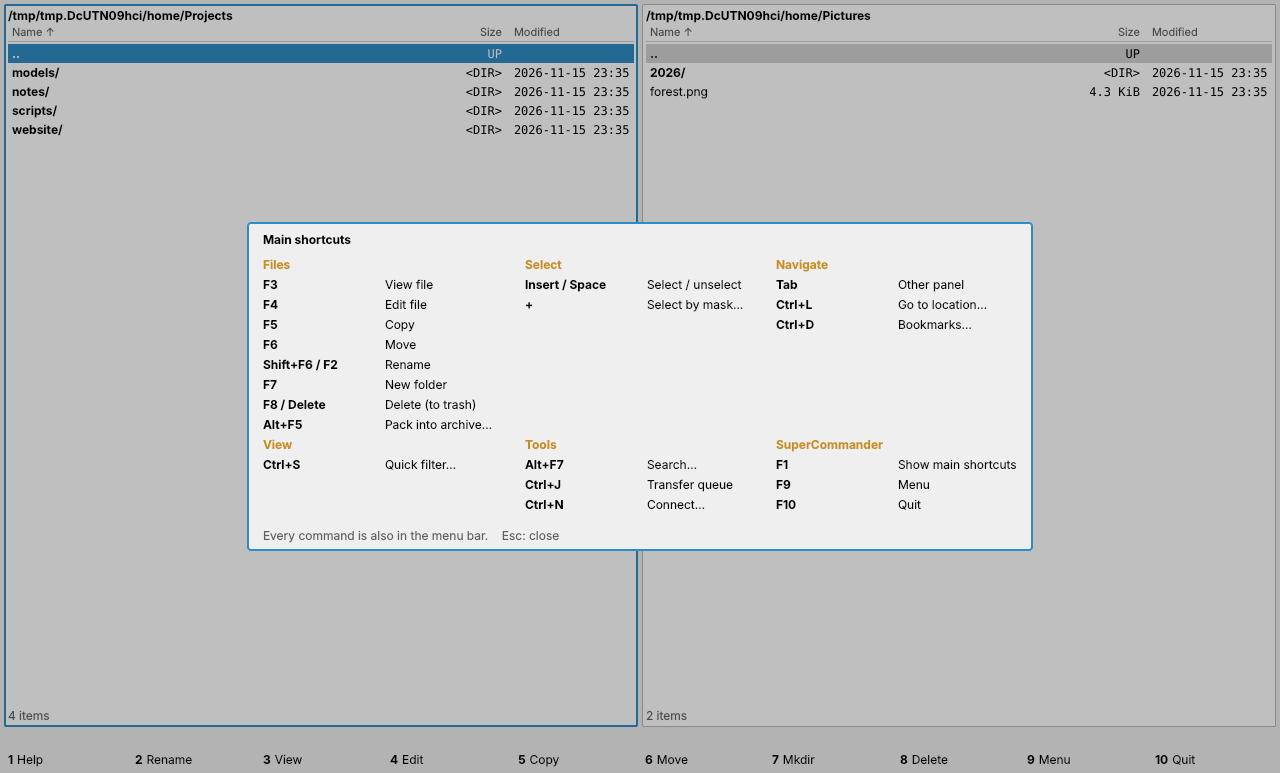 /tmp/tmp.DcUTN09hci/home/Projects
Name ↑ Size Modified
.. UP
models/ <DIR> 2026-11-15 23:35
notes/ <DIR> 2026-11-15 23:35
scripts/ <DIR> 2026-11-15 23:35
website/ <DIR> 2026-11-15 23:35
4 items
/tmp/tmp.DcUTN09hci/home/Pictures
Name ↑ Size Modified
.. UP
2026/ <DIR> 2026-11-15 23:35
forest.png 4.3 KiB 2026-11-15 23:35
2 items
Main shortcuts
Files Select Navigate
F3 View file Insert / Space Select / unselect Tab Other panel
F4 Edit file + Select by mask... Ctrl+L Go to location...
F5 Copy Ctrl+D Bookmarks...
F6 Move
Shift+F6 / F2 Rename
F7 New folder
F8 / Delete Delete (to trash)
Alt+F5 Pack into archive...
View Tools SuperCommander
Ctrl+S Quick filter... Alt+F7 Search... F1 Show main shortcuts
Ctrl+J Transfer queue F9 Menu
Ctrl+N Connect... F10 Quit
Every command is also in the menu bar. Esc: close
1 Help 2 Rename 3 View 4 Edit 5 Copy 6 Move 7 Mkdir 8 Delete 9 Menu 10 Quit